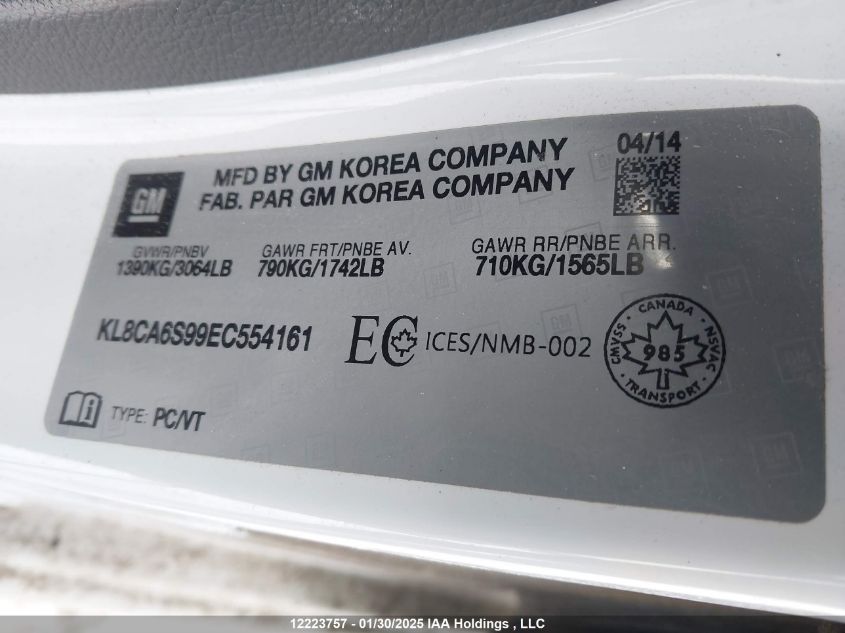 GM
MFD BY GM KOREA COMPANY
FAB. PAR GM KOREA COMPANY
04/14
GVWR/PNBV
1390KG/3064LB
GAWR FRT/PNBE AV.
790KG/1742LB
GAWR RR/PNBE ARR.
710KG/1565LB
KL8CA6S99EC554161
EC ICES/NMB-002
CANADA
CMVSS
985
NSVAC
TRANSPORT
i TYPE: PC/VT
12223757 - 01/30/2025 IAA Holdings , LLC